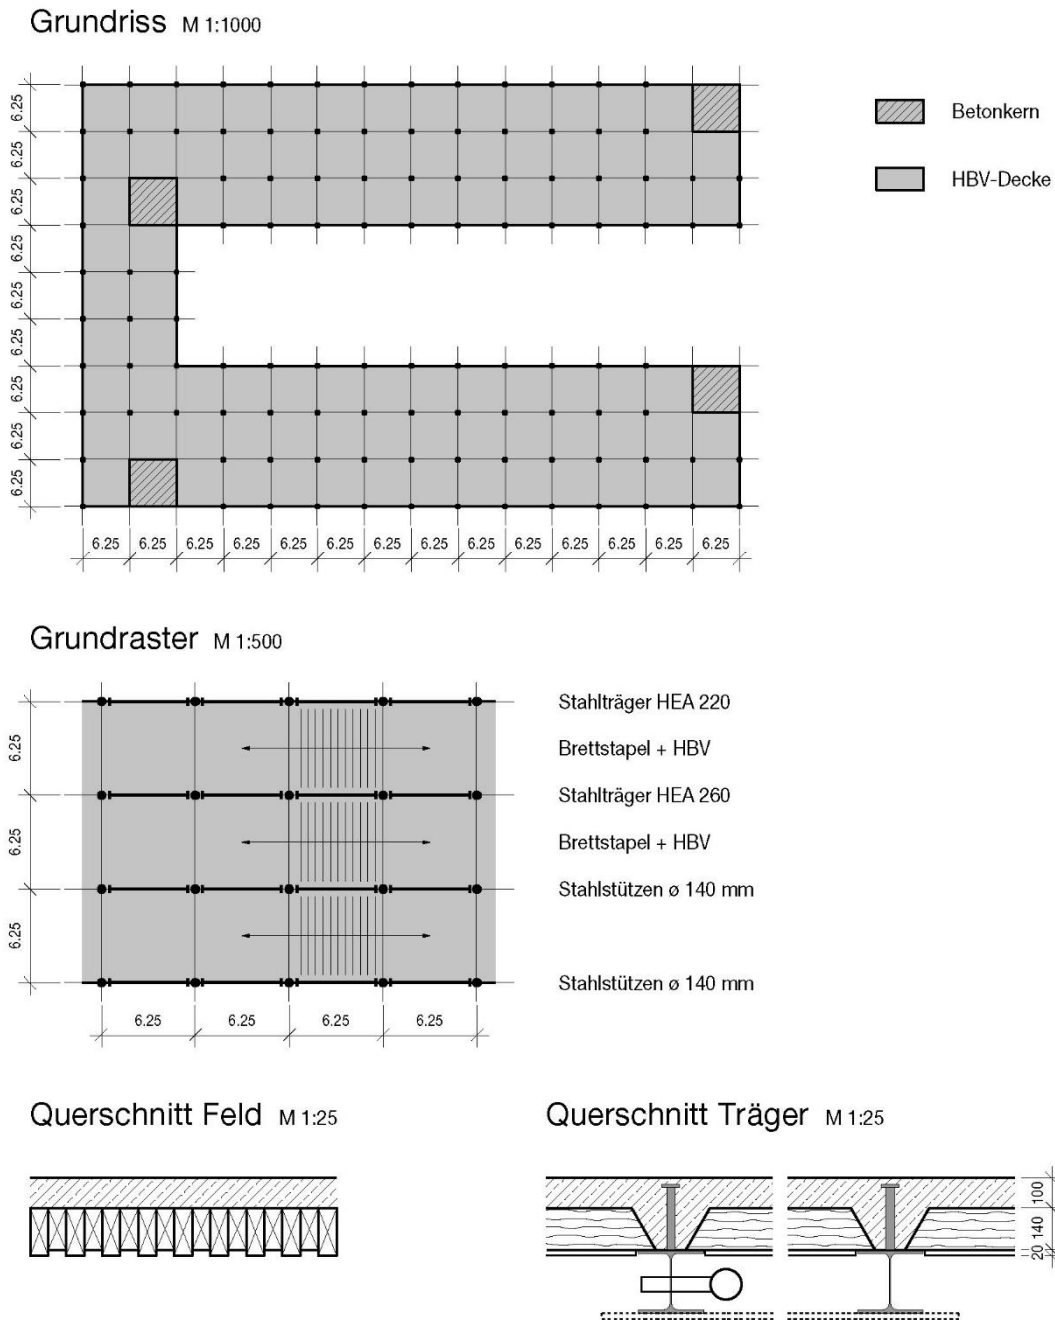 Grundriss M 1:1000
6.25
6.25
6.25
6.25
6.25
6.25
6.25
6.25
6.25
Betonkern
HBV-Decke
6.25 6.25 6.25 6.25 6.25 6.25 6.25 6.25 6.25 6.25 6.25 6.25 6.25 6.25
Grundraster M 1:500
6.25
6.25
6.25
Stahlträger HEA 220
Brettstapel + HBV
Stahlträger HEA 260
Brettstapel + HBV
Stahlstützen ø 140 mm
Stahlstützen ø 140 mm
6.25 6.25 6.25 6.25
Querschnitt Feld M 1:25
Querschnitt Träger M 1:25
100
140
20